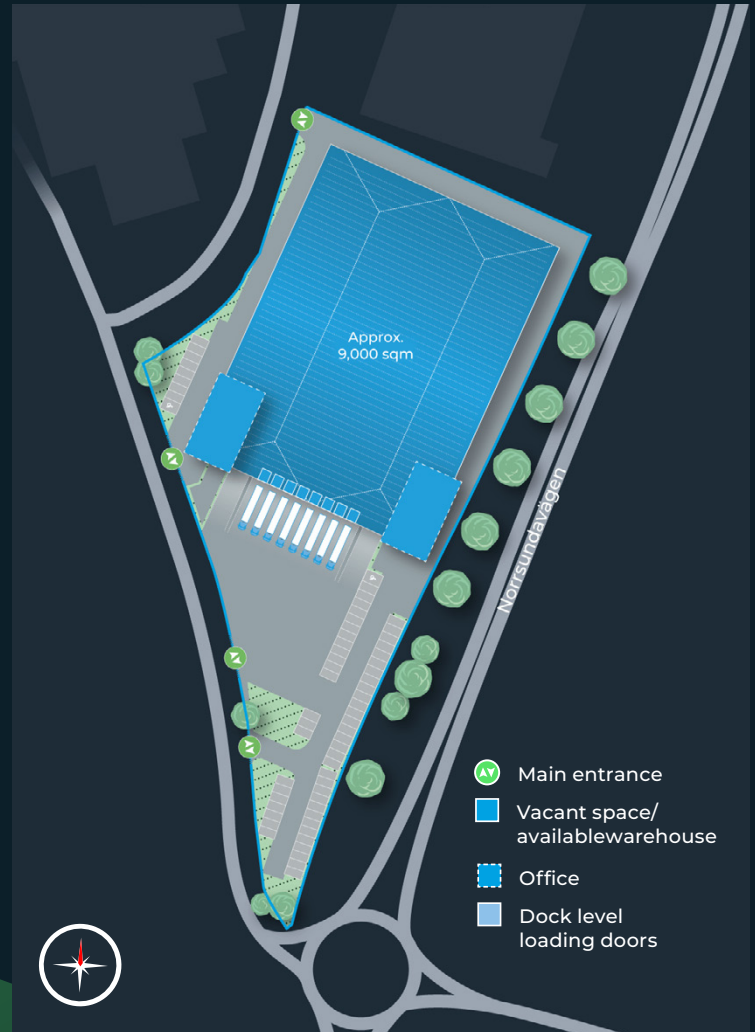 Approx.
9,000 sqm
Norrsundavägen
Main entrance
Vacant space/
availablewarehouse
Office
Dock level
loading doors